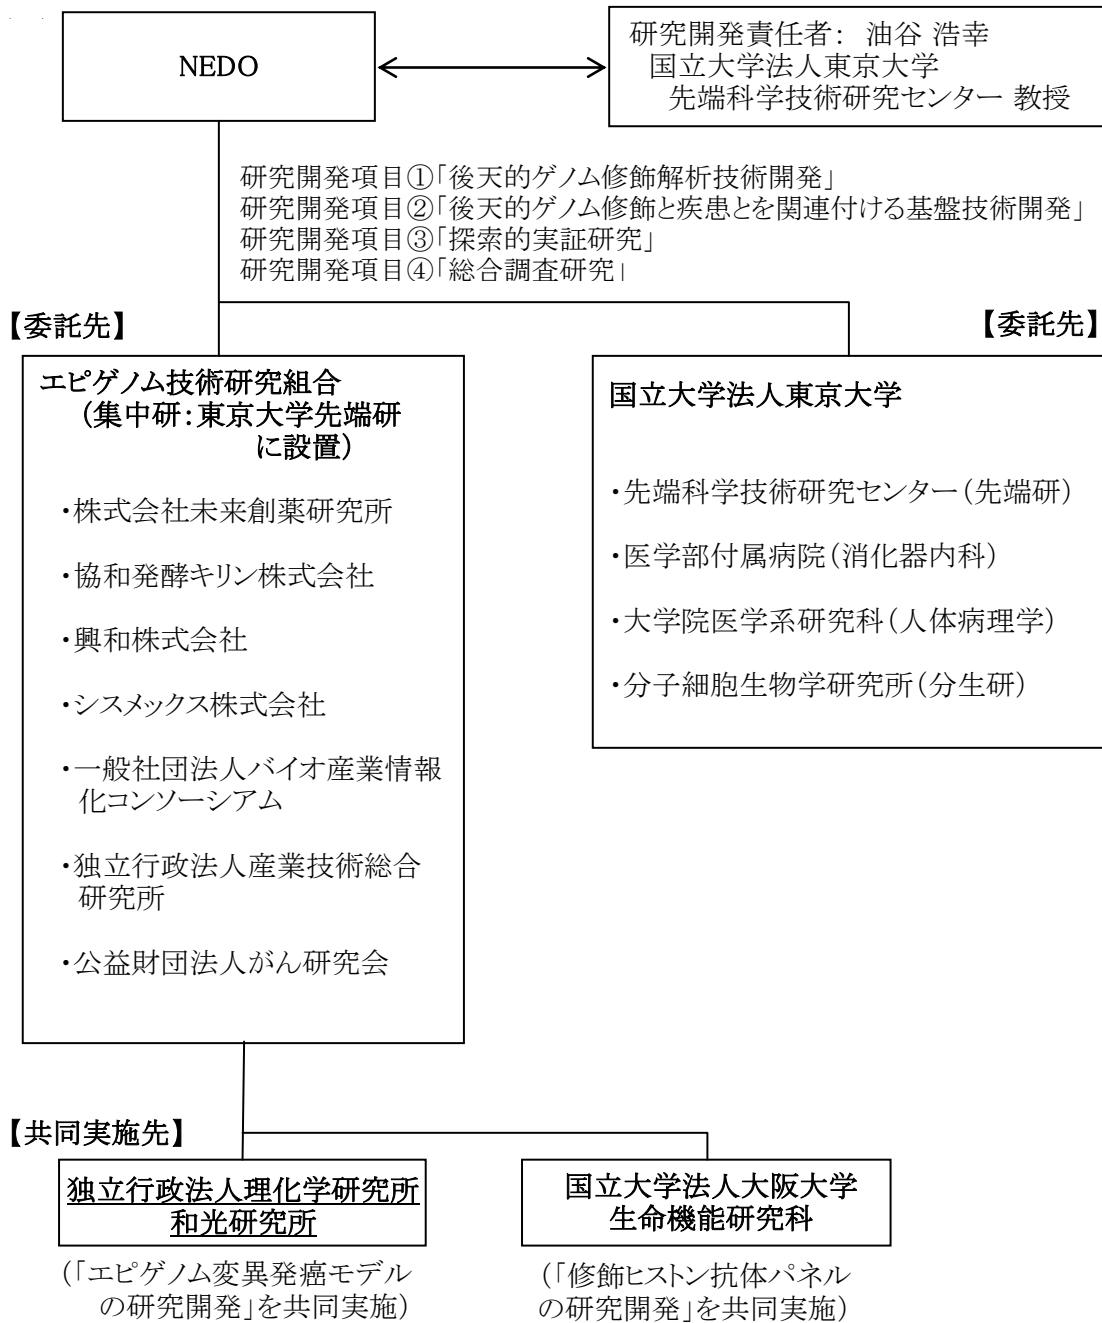 NEDO
研究開発責任者： 油谷 浩幸
国立大学法人東京大学
先端科学技術研究センター 教授
研究開発項目①「後天的ゲノム修飾解析技術開発」
研究開発項目②「後天的ゲノム修飾と疾患とを関連付ける基盤技術開発」
研究開発項目③「探索的実証研究」
研究開発項目④「総合調査研究」
【委託先】
エピゲノム技術研究組合
（集中研：東京大学先端研
に設置）
・株式会社未来創薬研究所
・協和発酵キリン株式会社
・興和株式会社
・シスメックス株式会社
・一般社団法人バイオ産業情報
化コンソーシアム
・独立行政法人産業技術総合
研究所
・公益財団法人がん研究会
【委託先】
国立大学法人東京大学
・先端科学技術研究センター（先端研）
・医学部付属病院（消化器内科）
・大学院医学系研究科（人体病理学）
・分子細胞生物学研究所（分生研）
【共同実施先】
独立行政法人理化学研究所
和光研究所
（「エピゲノム変異発癌モデル
の研究開発」を共同実施）
国立大学法人大阪大学
生命機能研究科
（「修飾ヒストン抗体パネル
の研究開発」を共同実施）